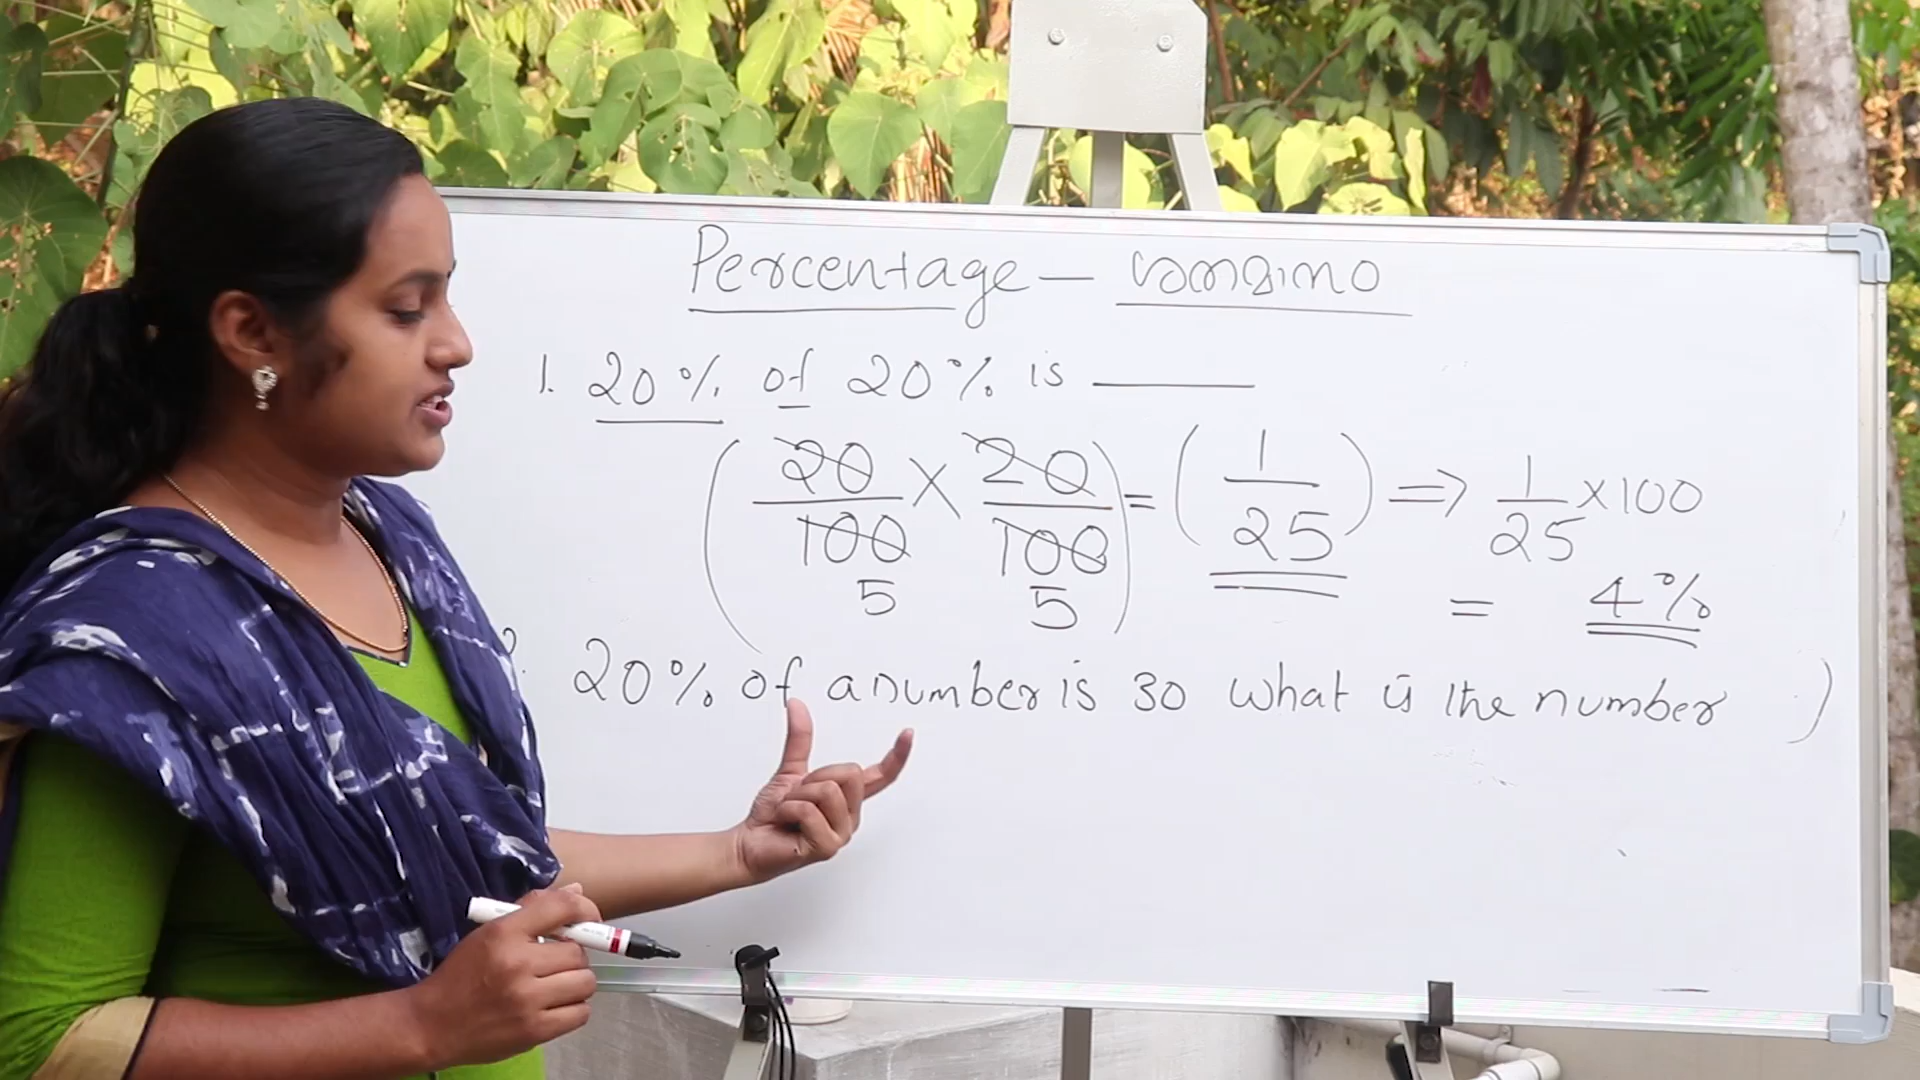 Percentage – ശതമാനം
1. 20% of 20% is ______
(20/100 × 20/100) = (1/25) ⇒ 1/25 × 100
5 5
= 4%
2. 20% of a number is 30 what is the number